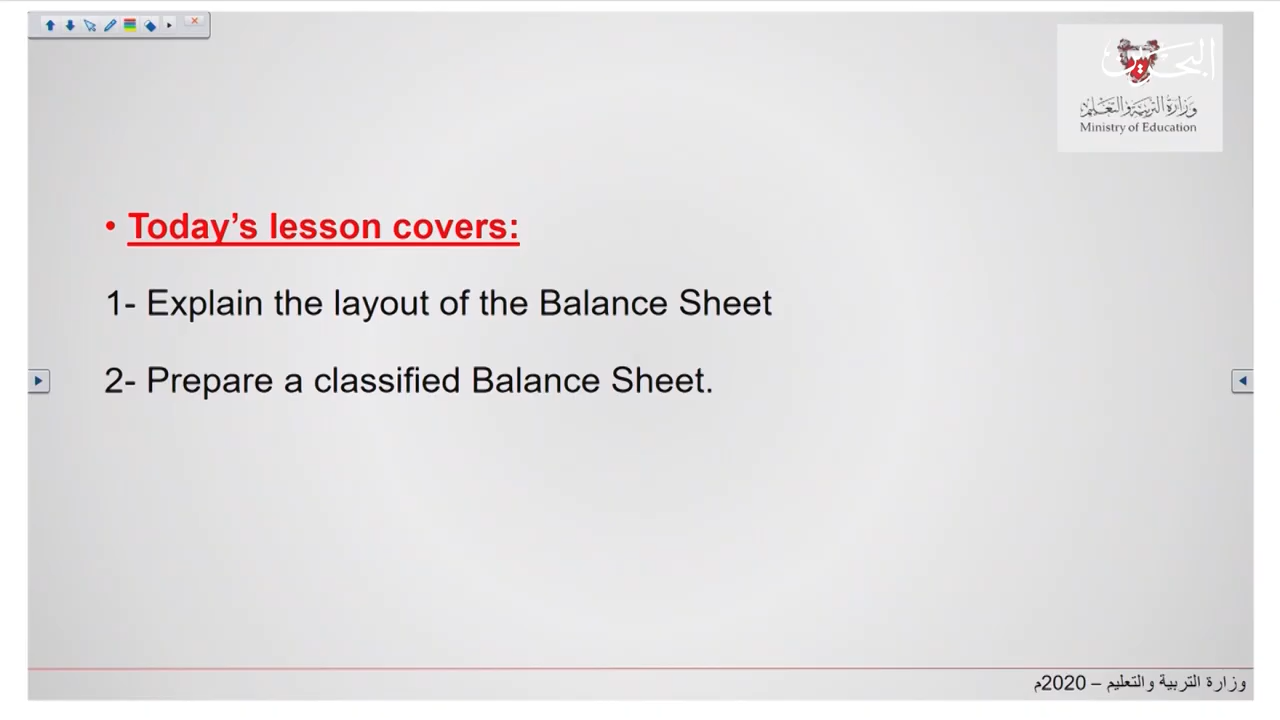 البحرين
وزارة التربية والتعليم
Ministry of Education
• Today's lesson covers:
1- Explain the layout of the Balance Sheet
2- Prepare a classified Balance Sheet.
وزارة التربية والتعليم – 2020م